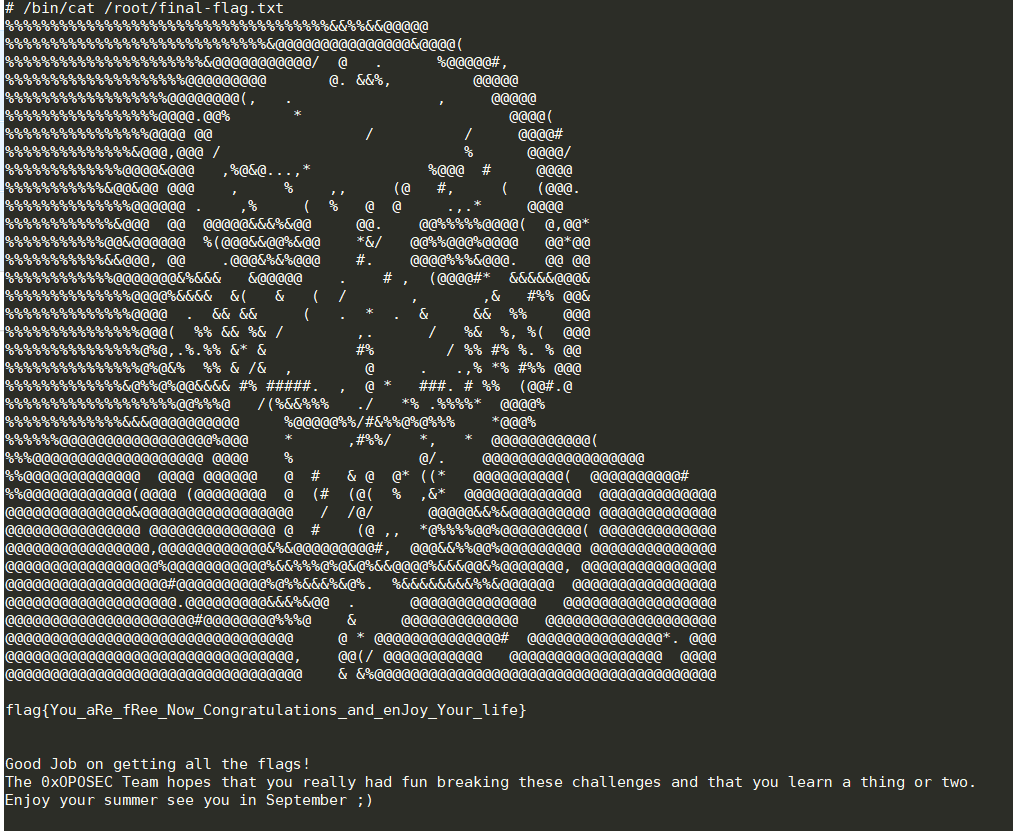 # /bin/cat /root/final-flag.txt
flag{You_aRe_fRee_Now_Congratulations_and_enJoy_Your_life}
Good Job on getting all the flags!
The 0xOPOSEC Team hopes that you really had fun breaking these challenges and that you learn a thing or two.
Enjoy your summer see you in September ;)